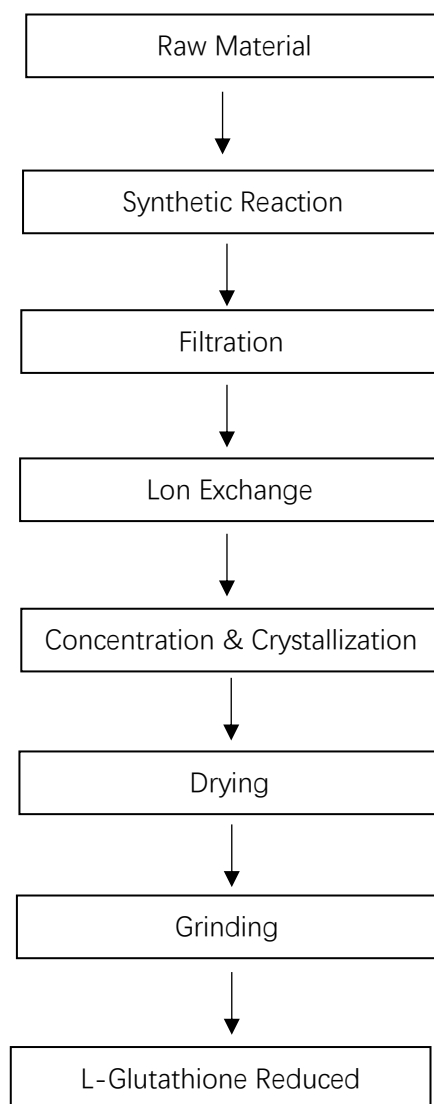 Raw Material
Synthetic Reaction
Filtration
Lon Exchange
Concentration & Crystallization
Drying
Grinding
L-Glutathione Reduced